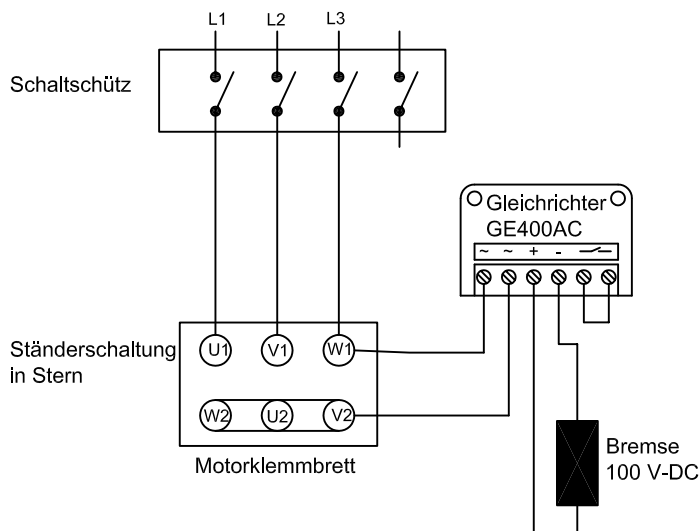 L1 L2 L3
Schaltschütz
Gleichrichter
GE400AC
~ ~ + -
Ständerschaltung
in Stern
U1 V1 W1
W2 U2 V2
Motorklemmbrett
Bremse
100 V-DC